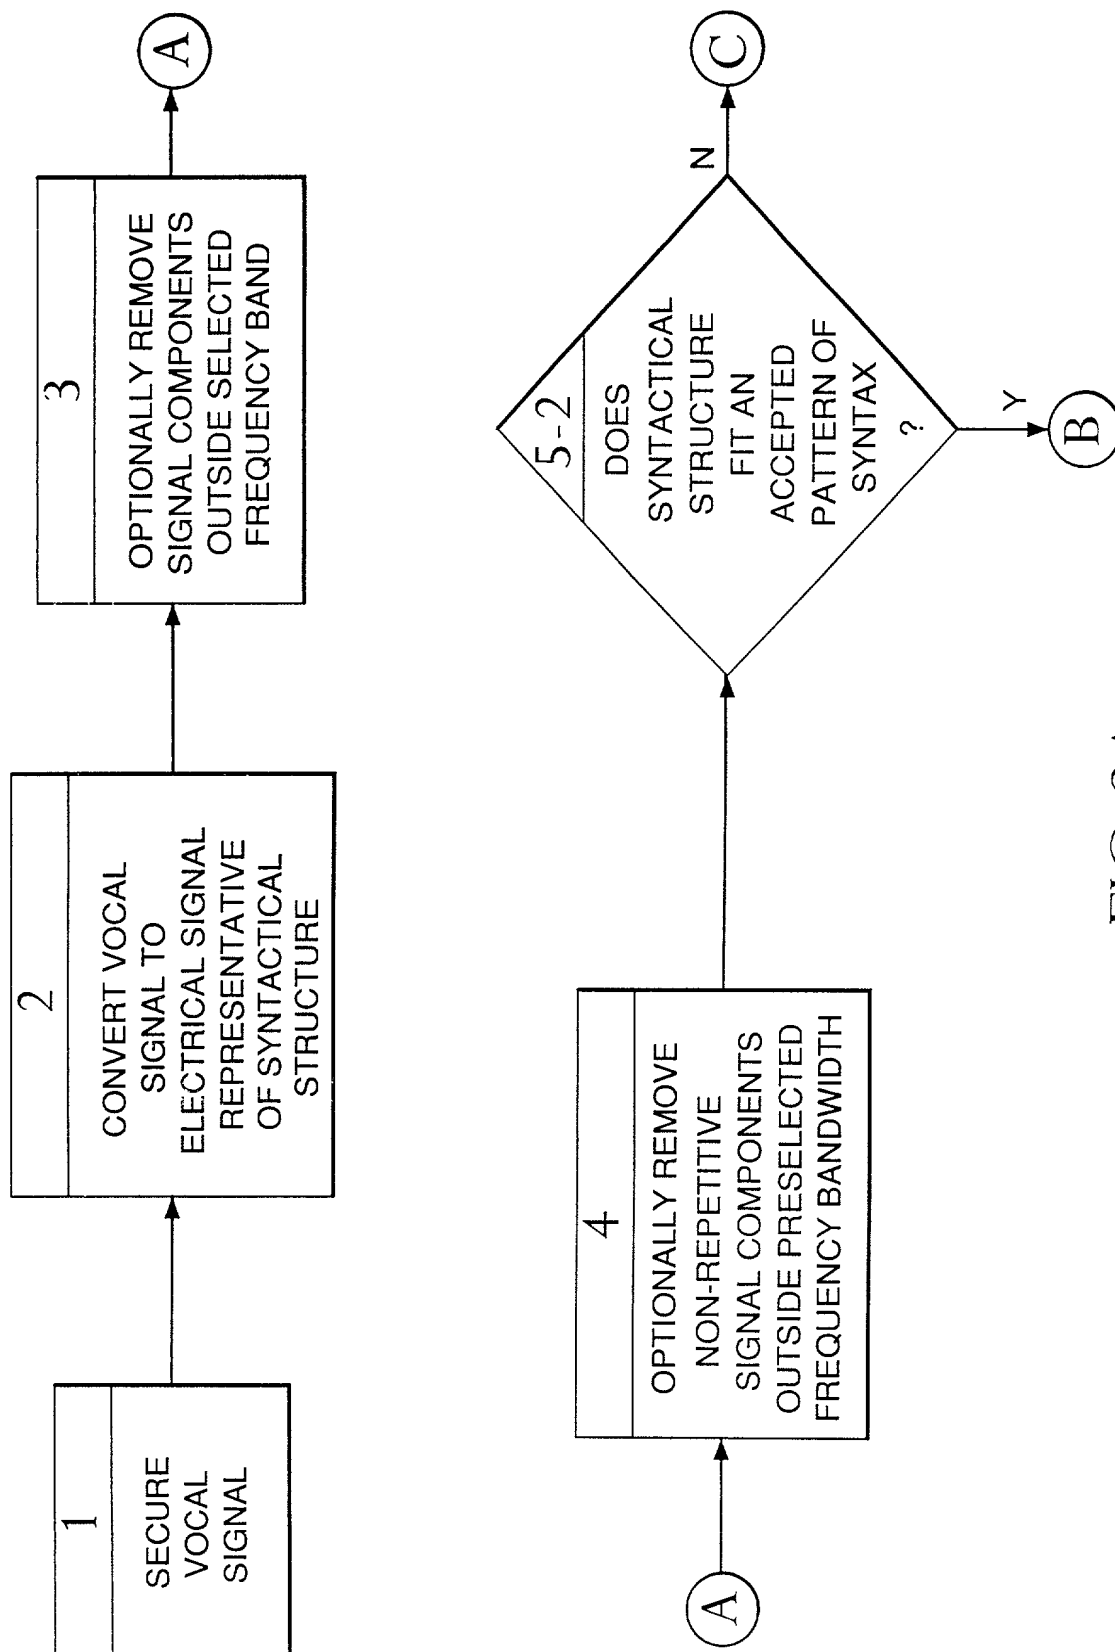 1
SECURE
VOCAL
SIGNAL
2
CONVERT VOCAL
SIGNAL TO
ELECTRICAL SIGNAL
REPRESENTATIVE
OF SYNTACTICAL
STRUCTURE
3
OPTIONALLY REMOVE
SIGNAL COMPONENTS
OUTSIDE SELECTED
FREQUENCY BAND
A
A
4
OPTIONALLY REMOVE
NON-REPETITIVE
SIGNAL COMPONENTS
OUTSIDE PRESELECTED
FREQUENCY BANDWIDTH
5-2
DOES
SYNTACTICAL
STRUCTURE
FIT AN
ACCEPTED
PATTERN OF
SYNTAX
?
N
C
Y
B